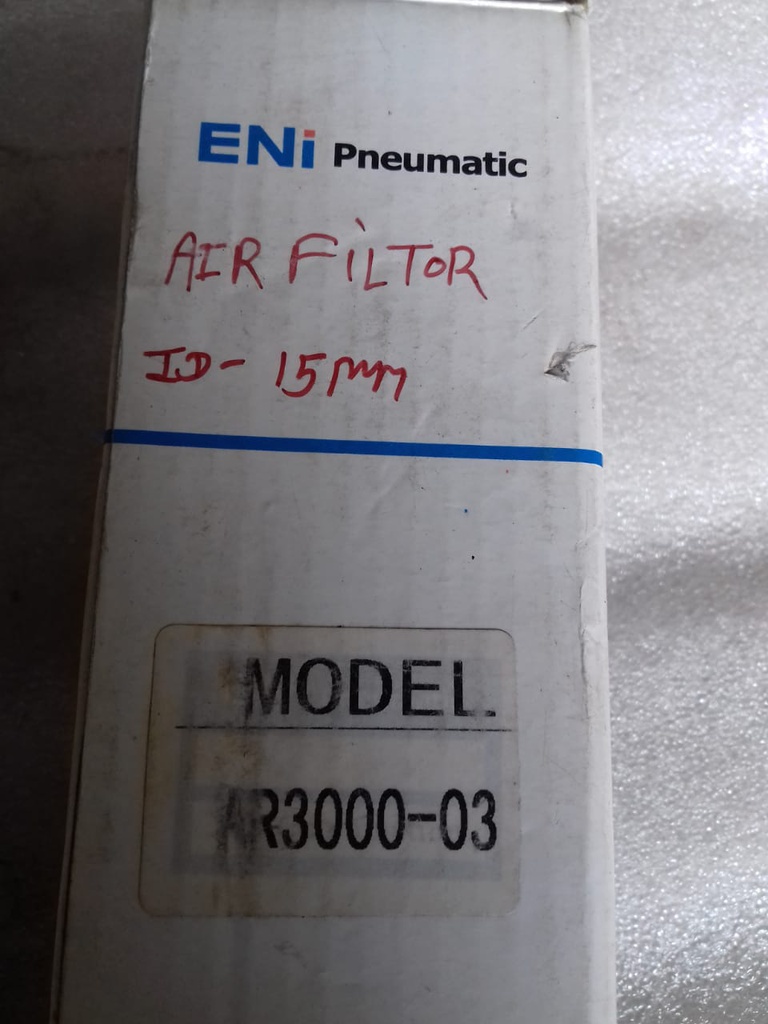 ENi Pneumatic
AIR FILTOR
ID- 15mm
MODEL
AR3000-03